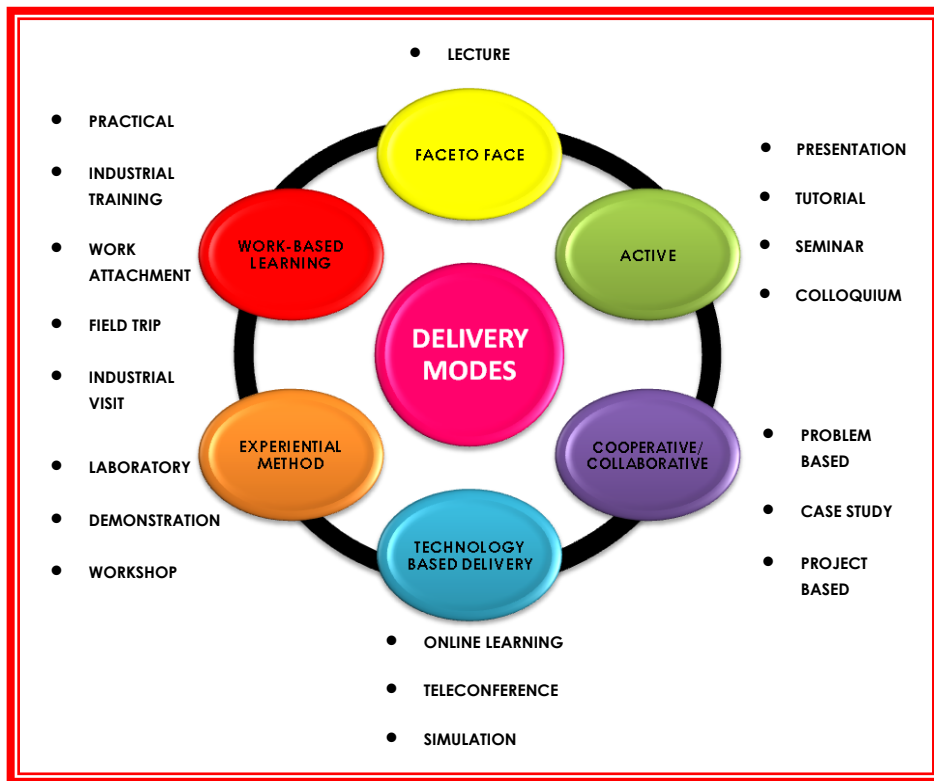 • LECTURE
FACE TO FACE
• PRACTICAL
• INDUSTRIAL
TRAINING
• WORK
ATTACHMENT
• FIELD TRIP
• INDUSTRIAL
VISIT
WORK-BASED
LEARNING
• PRESENTATION
• TUTORIAL
• SEMINAR
• COLLOQUIUM
ACTIVE
DELIVERY
MODES
EXPERIENTIAL
METHOD
• LABORATORY
• DEMONSTRATION
• WORKSHOP
COOPERATIVE/
COLLABORATIVE
• PROBLEM
BASED
• CASE STUDY
• PROJECT
BASED
TECHNOLOGY
BASED DELIVERY
• ONLINE LEARNING
• TELECONFERENCE
• SIMULATION